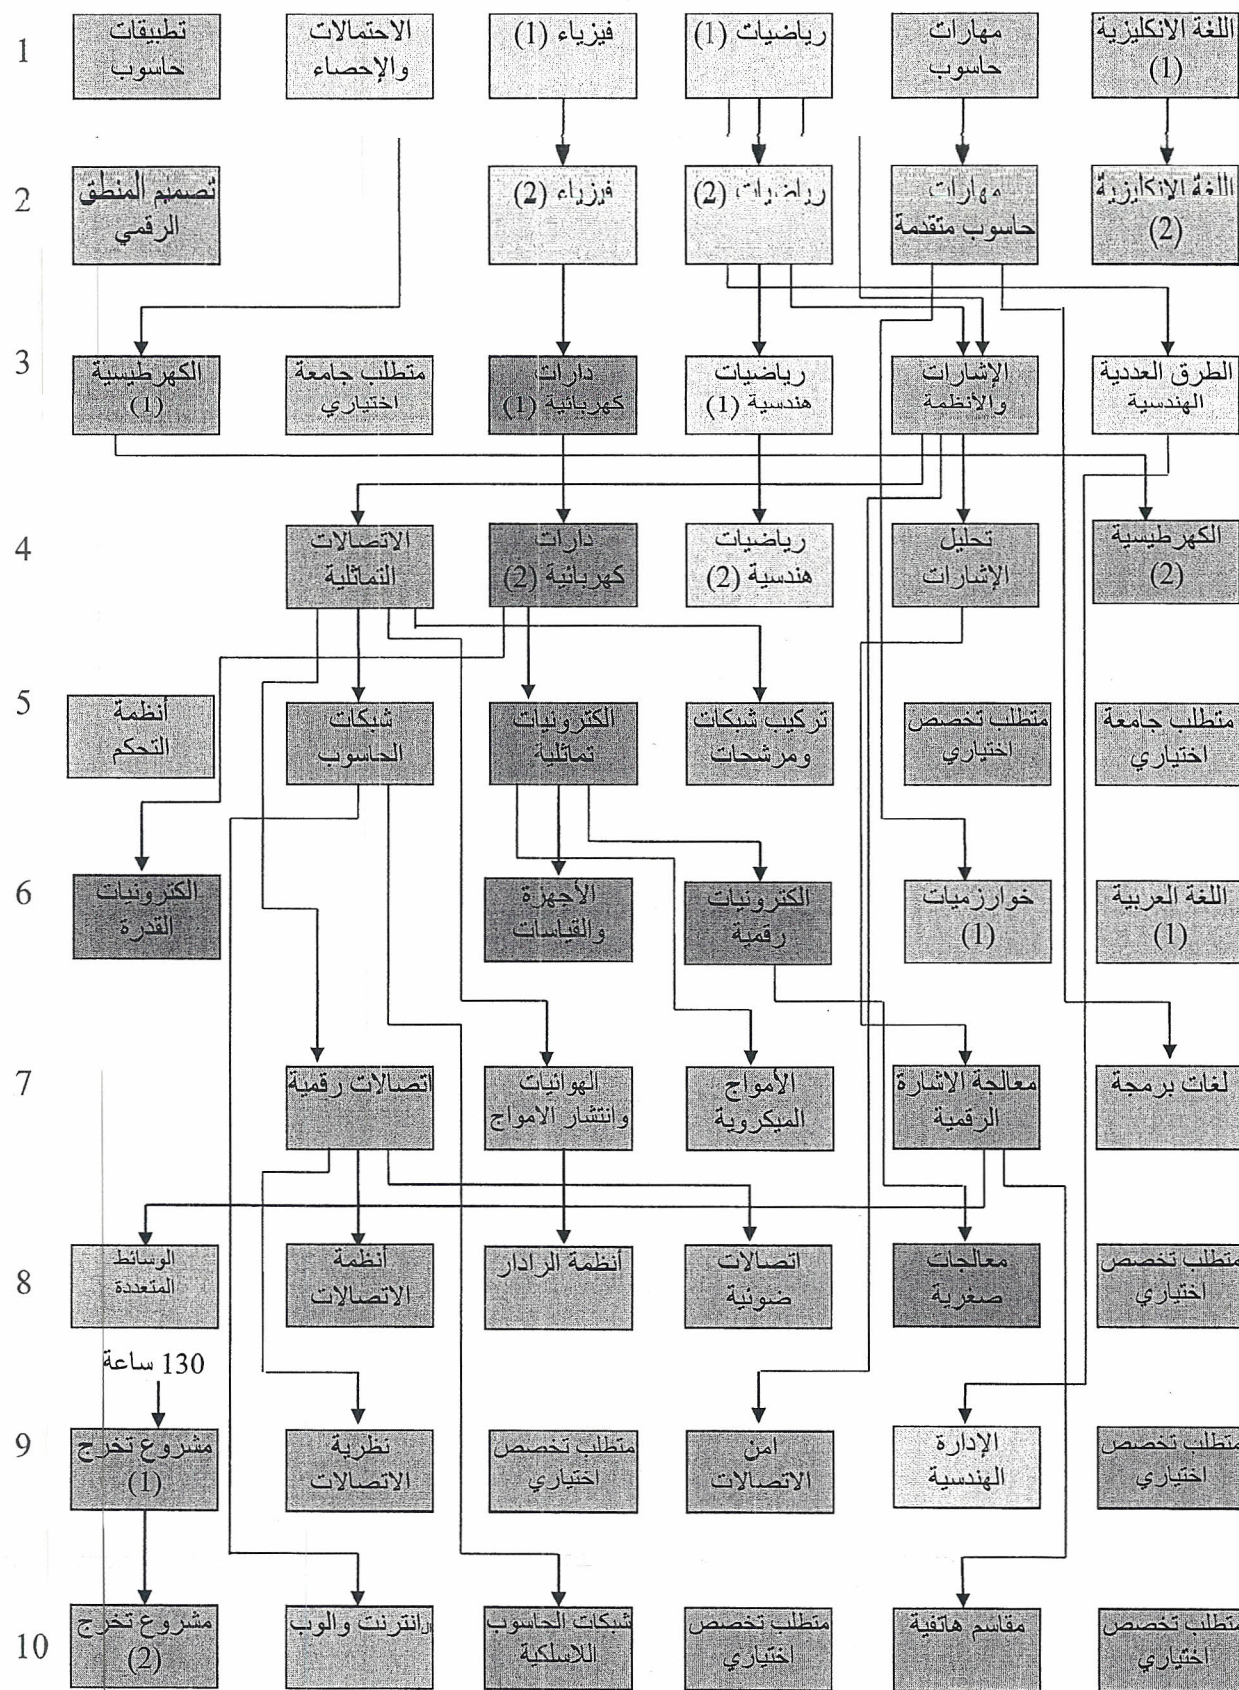 1
اللغة الانكليزية
(1)
مهارات
حاسوب
رياضيات (1)
فيزياء (1)
الاحتمالات
والإحصاء
تطبيقات
حاسوب
2
اللغة الانكليزية
(2)
مهارات
حاسوب متقدمة
رياضيات (2)
فيزياء (2)
تصميم المنطق
الرقمي
3
الطرق العددية
الهندسية
الإشارات
والأنظمة
رياضيات
هندسية (1)
دارات
كهربائية (1)
متطلب جامعة
اختياري
الكهرطيسية
(1)
4
الكهرطيسية
(2)
تحليل
الإشارات
رياضيات
هندسية (2)
دارات
كهربائية (2)
الاتصالات
التماثلية
5
متطلب جامعة
اختياري
متطلب تخصص
اختياري
تركيب شبكات
ومرشحات
الكترونيات
تماثلية
شبكات
الحاسوب
أنظمة
التحكم
6
اللغة العربية
(1)
خوارزميات
(1)
الكترونيات
رقمية
الأجهزة
والقياسات
الكترونيات
القدرة
7
لغات برمجة
معالجة الاشارة
الرقمية
الأمواج
الميكروية
الهوائيات
وانتشار الامواج
اتصالات رقمية
8
متطلب تخصص
اختياري
معالجات
صغرية
اتصالات
ضوئية
أنظمة الرادار
أنظمة
الاتصالات
الوسائط
المتعددة
130 ساعة
9
متطلب تخصص
اختياري
الإدارة
الهندسية
امن
الاتصالات
متطلب تخصص
اختياري
نظرية
الاتصالات
مشروع تخرج
(1)
10
متطلب تخصص
اختياري
مقاسم هاتفية
متطلب تخصص
اختياري
شبكات الحاسوب
اللاسلكية
انترنت والوب
مشروع تخرج
(2)